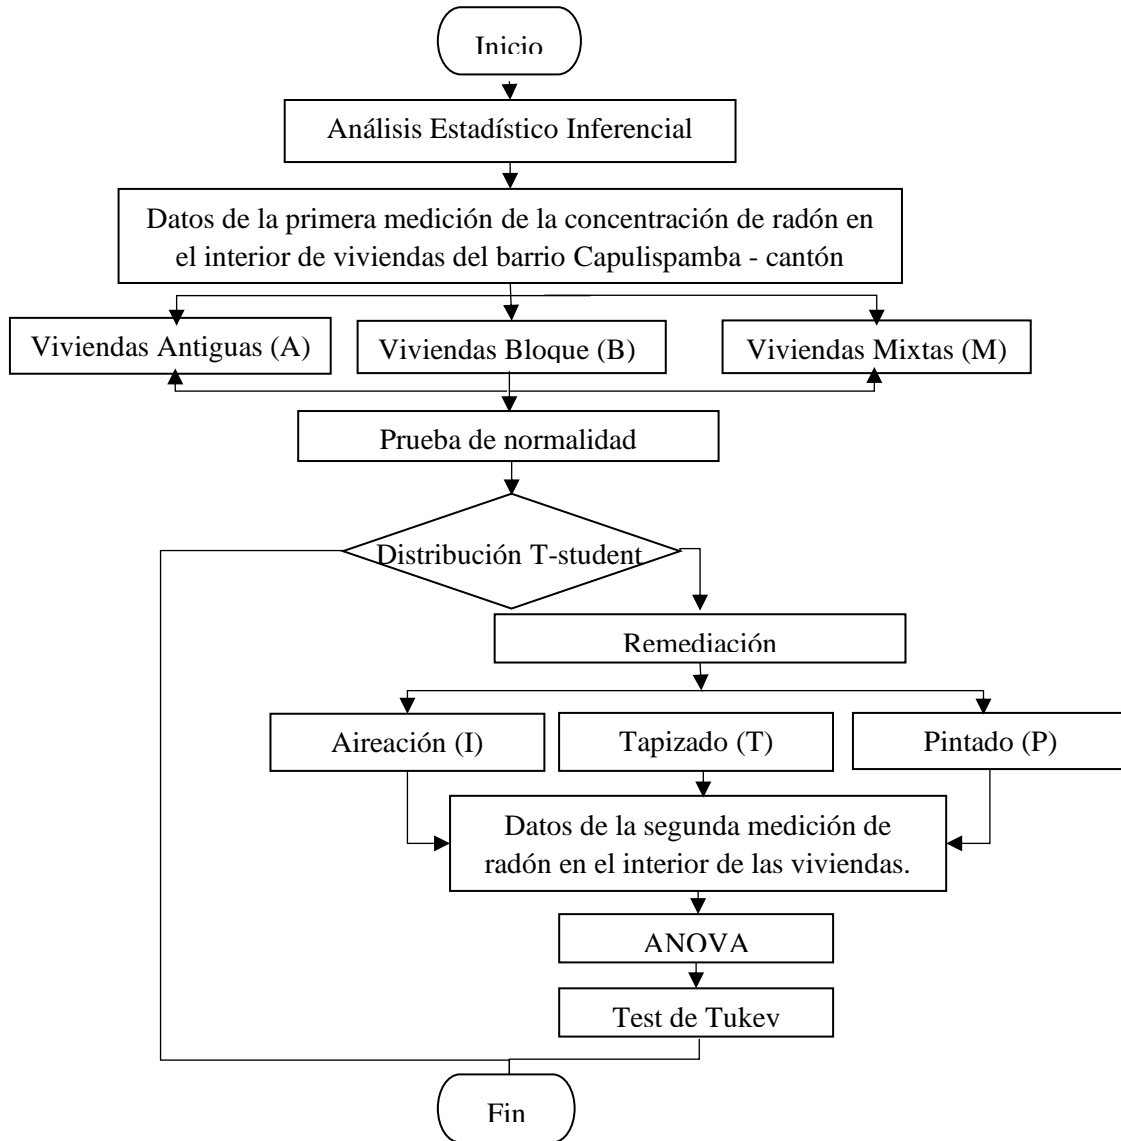 Inicio
Análisis Estadístico Inferencial
Datos de la primera medición de la concentración de radón en
el interior de viviendas del barrio Capulispamba - cantón
Viviendas Antiguas (A)
Viviendas Bloque (B)
Viviendas Mixtas (M)
Prueba de normalidad
Distribución T-student
Remediación
Aireación (I)
Tapizado (T)
Pintado (P)
Datos de la segunda medición de
radón en el interior de las viviendas.
ANOVA
Test de Tukey
Fin